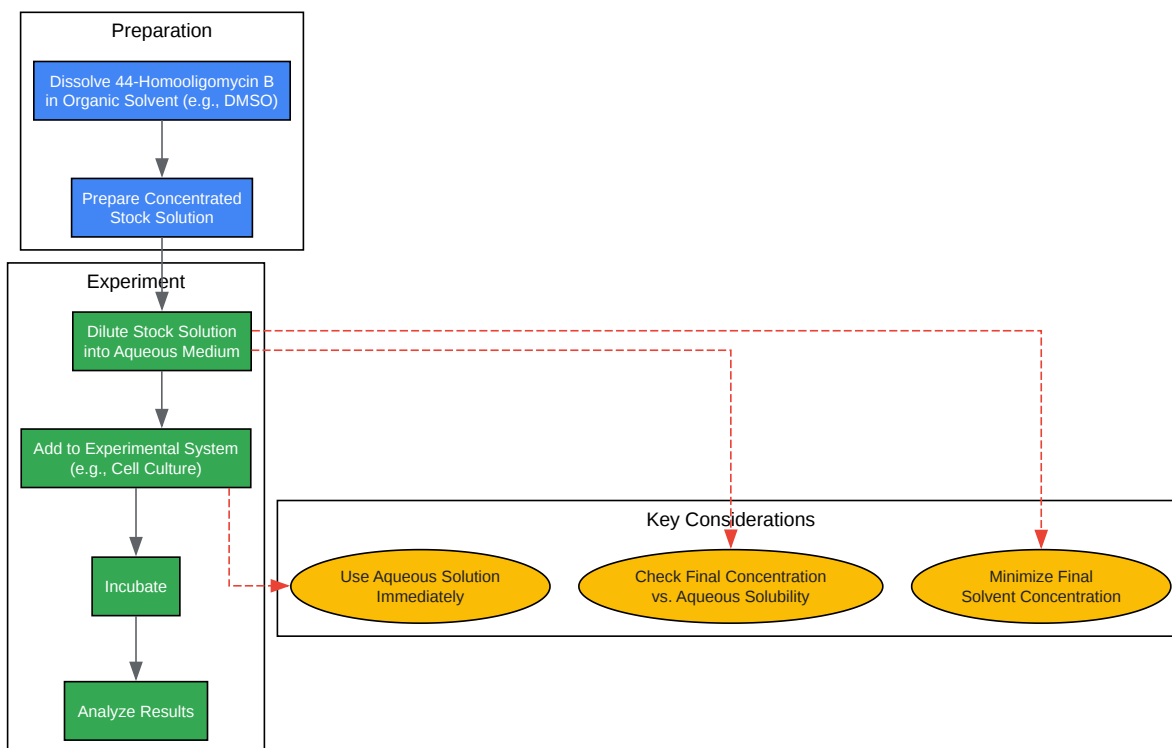 Preparation
Dissolve 44-Homooligomycin B
in Organic Solvent (e.g., DMSO)
Prepare Concentrated
Stock Solution
Experiment
Dilute Stock Solution
into Aqueous Medium
Add to Experimental System
(e.g., Cell Culture)
Incubate
Analyze Results
Key Considerations
Use Aqueous Solution
Immediately
Check Final Concentration
vs. Aqueous Solubility
Minimize Final
Solvent Concentration